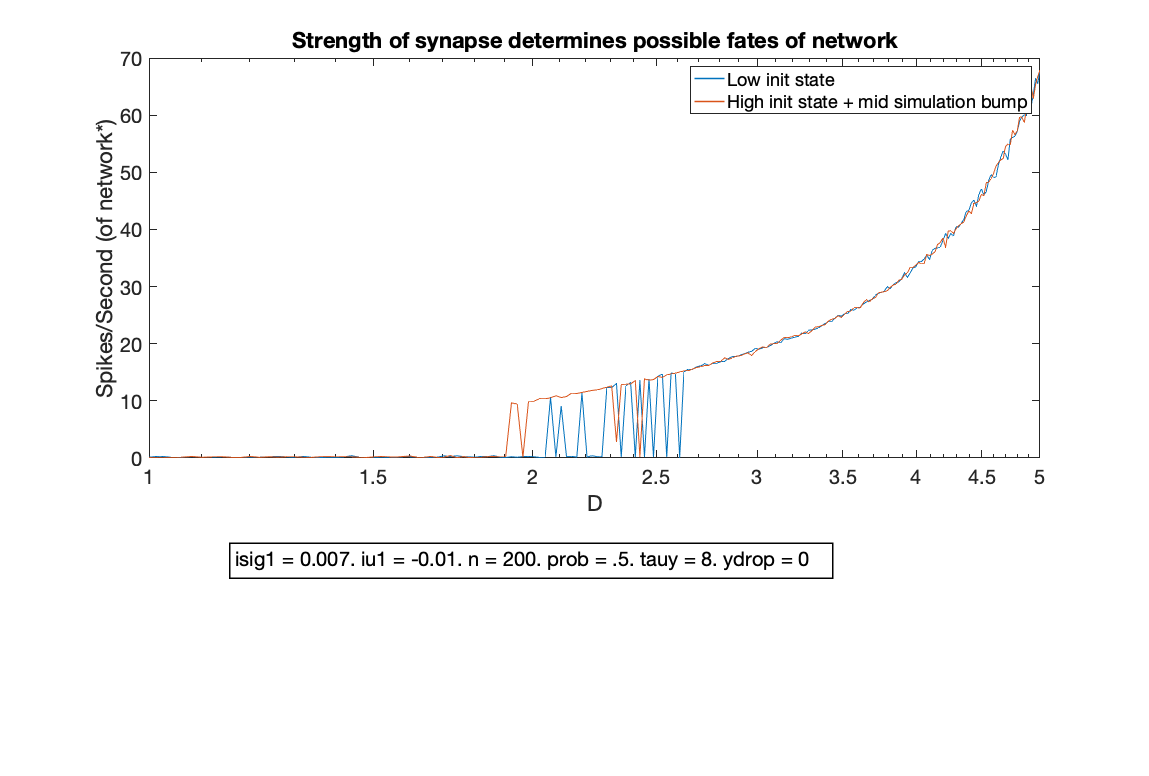 Strength of synapse determines possible fates of network
70
60
50
40
30
20
10
0
Spikes/Second (of network*)
Low init state
High init state + mid simulation bump
1 1.5 2 2.5 3 3.5 4 4.5 5
D
isig1 = 0.007. iu1 = -0.01. n = 200. prob = .5. tauy = 8. ydrop = 0